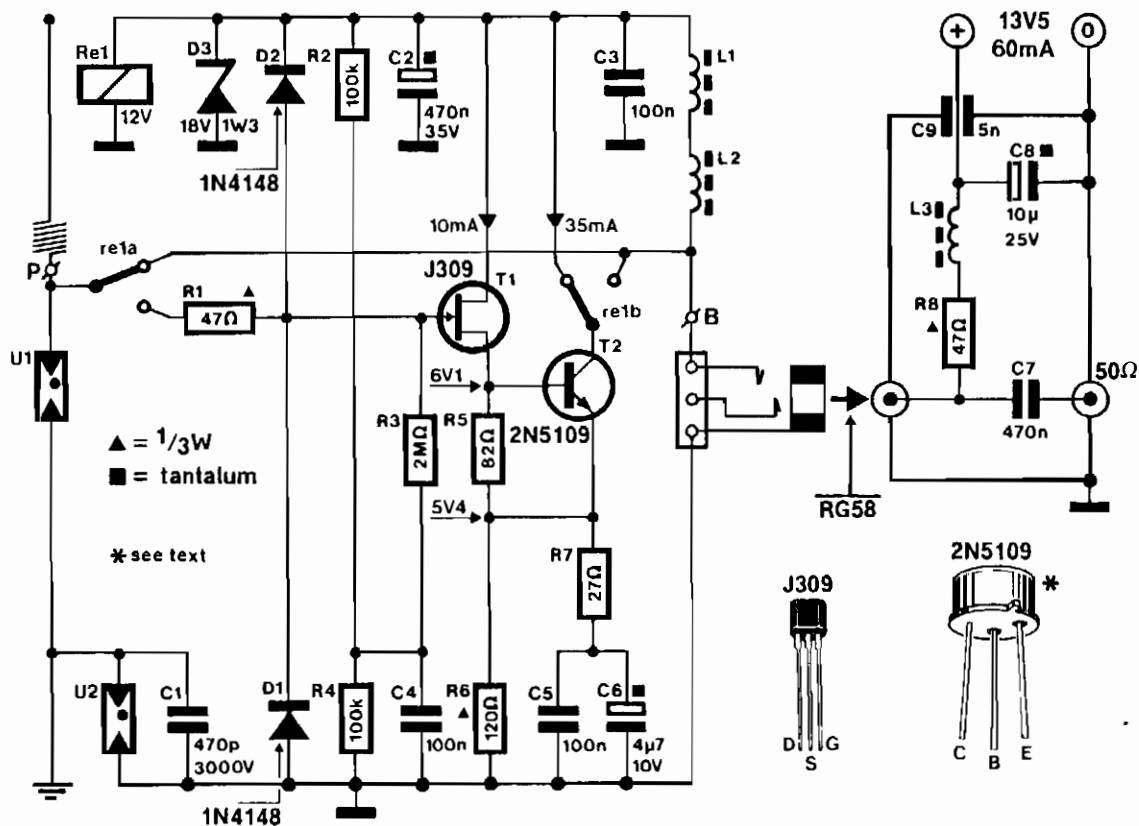 Re1
12V
D3
18V 1W3
D2
1N4148
R2
100k
C2
470n
35V
C3
100n
L1
L2
13V5
60mA
+
0
C9
5n
C8
10µ
25V
L3
R8
47Ω
C7
470n
50Ω
RG58
P
re1a
R1
47Ω
10mA
35mA
J309
T1
re1b
T2
2N5109
B
U1
▲ = 1/3W
■ = tantalum
* see text
6V1
R3
2MΩ
R5
82Ω
5V4
R7
27Ω
U2
C1
470p
3000V
D1
1N4148
R4
100k
C4
100n
R6
120Ω
C5
100n
C6
4µ7
10V
J309
D
S
G
2N5109
*
C
B
E